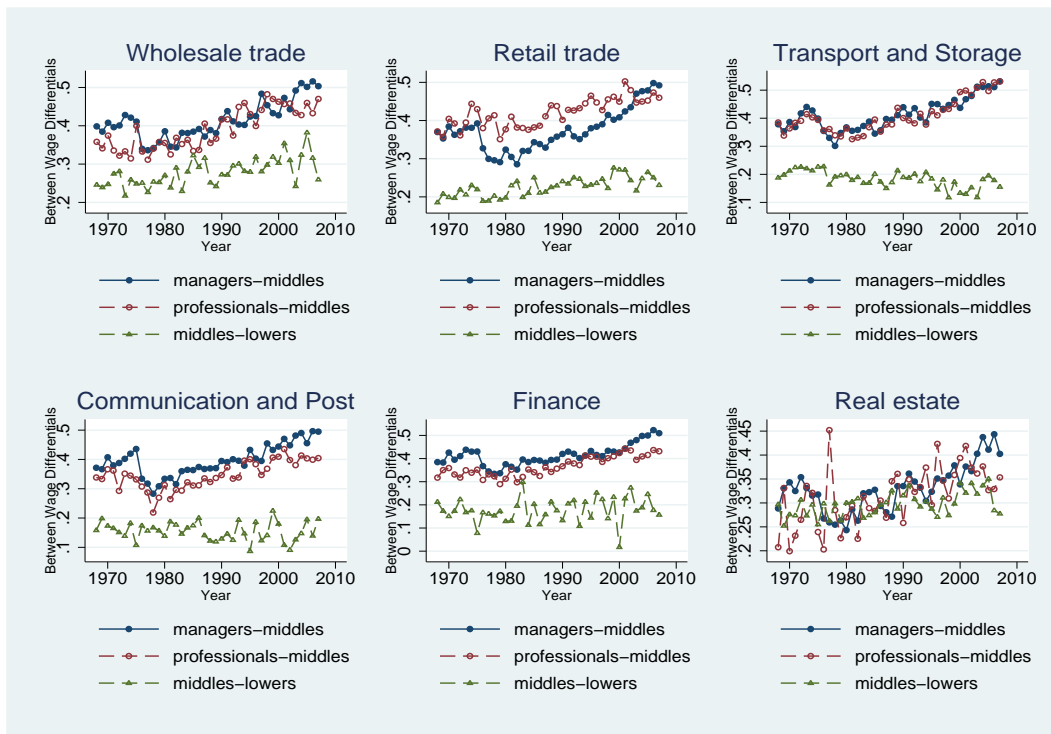 Wholesale trade
Between Wage Differentials
.2 .3 .4 .5
1970 1980 1990 2000 2010
Year
managers−middles
professionals−middles
middles−lowers
Retail trade
Between Wage Differentials
.2 .3 .4 .5
1970 1980 1990 2000 2010
Year
managers−middles
professionals−middles
middles−lowers
Transport and Storage
Between Wage Differentials
.1 .2 .3 .4 .5
1970 1980 1990 2000 2010
Year
managers−middles
professionals−middles
middles−lowers
Communication and Post
Between Wage Differentials
.1 .2 .3 .4 .5
1970 1980 1990 2000 2010
Year
managers−middles
professionals−middles
middles−lowers
Finance
Between Wage Differentials
0 .1 .2 .3 .4 .5
1970 1980 1990 2000 2010
Year
managers−middles
professionals−middles
middles−lowers
Real estate
Between Wage Differentials
.2 .25 .3 .35 .4 .45
1970 1980 1990 2000 2010
Year
managers−middles
professionals−middles
middles−lowers